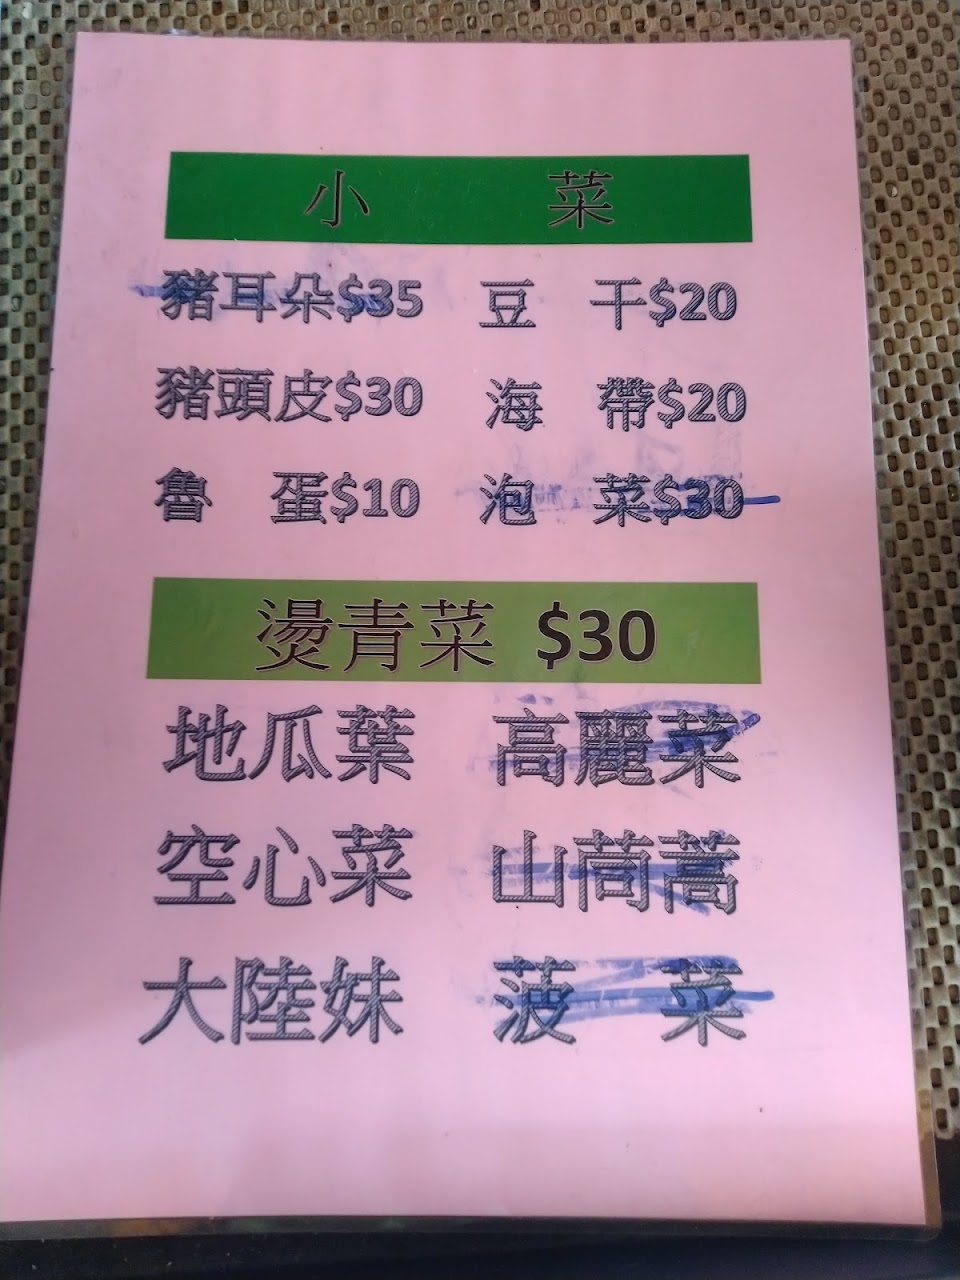 小 菜
豬耳朵$35 豆 干$20
豬頭皮$30 海 帶$20
魯 蛋$10 泡 菜$30
燙青菜 $30
地瓜葉 高麗菜
空心菜 山茼蒿
大陸妹 菠 菜